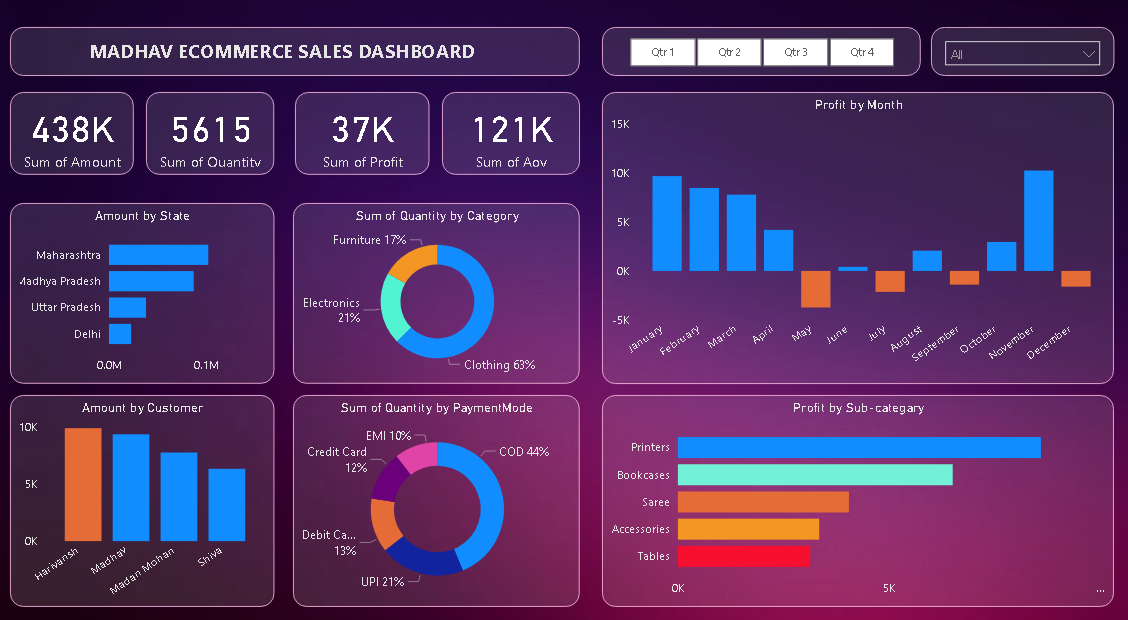 MADHAV ECOMMERCE SALES DASHBOARD
Qtr 1
Qtr 2
Qtr 3
Qtr 4
All
438K
Sum of Amount
5615
Sum of Quantity
37K
Sum of Profit
121K
Sum of Aov
Profit by Month
15K
10K
5K
0K
-5K
January
February
March
April
May
June
July
August
September
October
November
December
Amount by State
Maharashtra
Madhya Pradesh
Uttar Pradesh
Delhi
0.0M
0.1M
Sum of Quantity by Category
Furniture 17%
Electronics
21%
Clothing 63%
Amount by Customer
10K
5K
0K
Harivansh
Madhav
Madan Mohan
Shiva
Sum of Quantity by PaymentMode
EMI 10%
Credit Card
12%
COD 44%
Debit Ca...
13%
UPI 21%
Profit by Sub-categary
Printers
Bookcases
Saree
Accessories
Tables
0K
5K
...